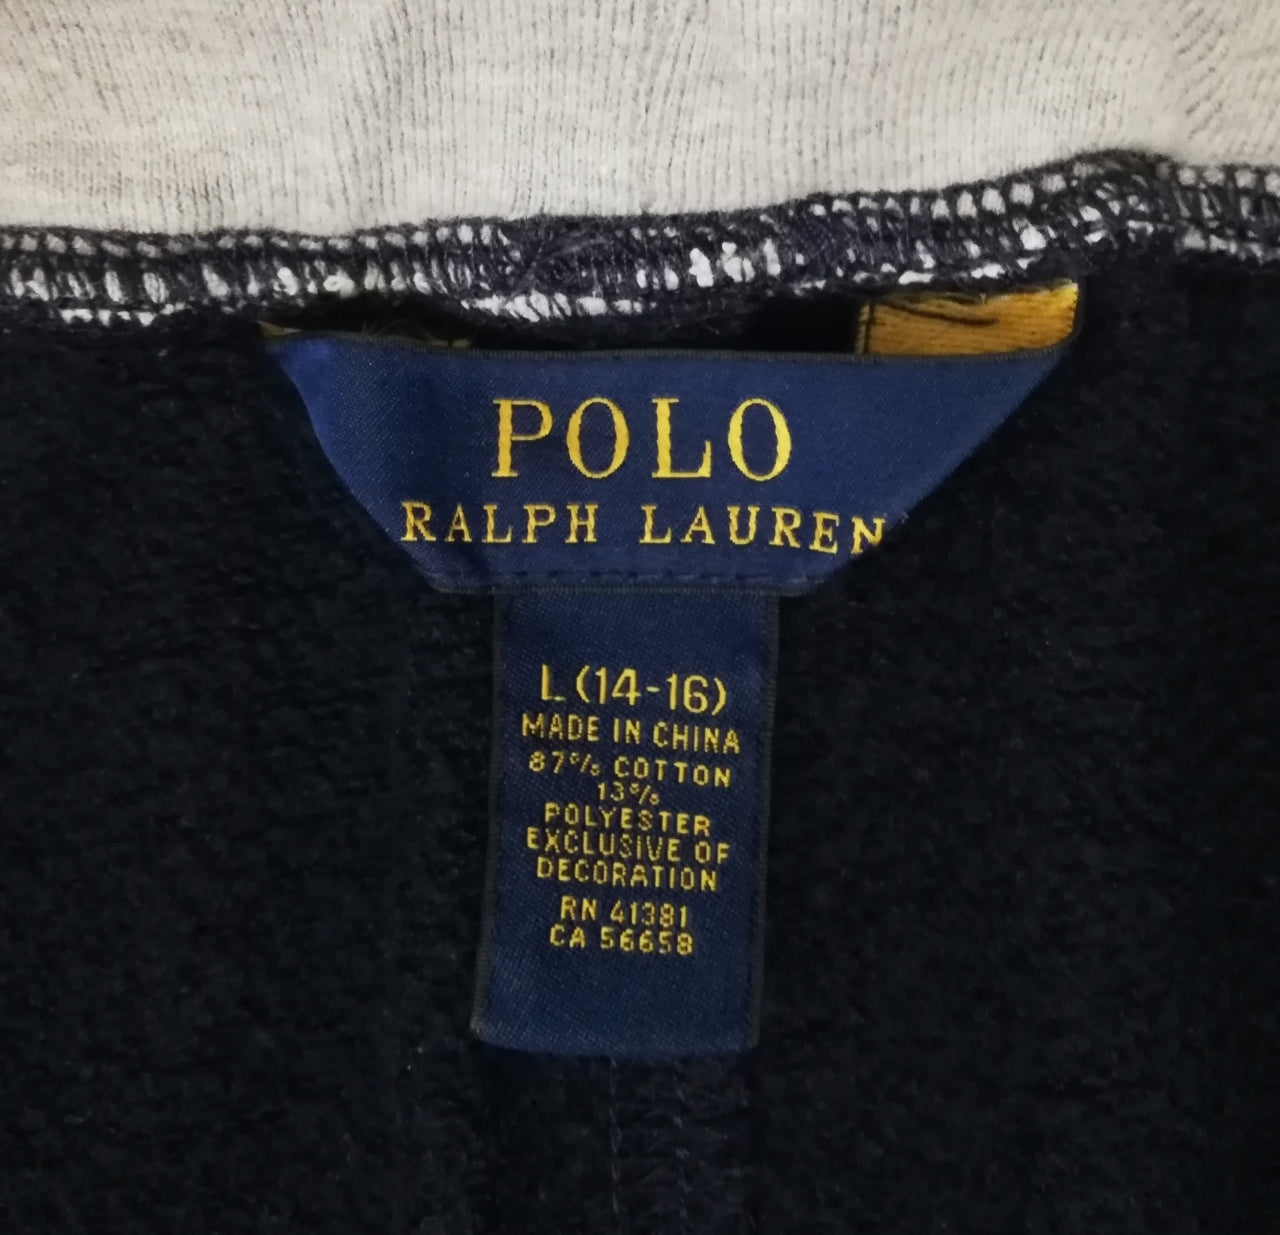 POLO
RALPH LAUREN
L (14-16)
MADE IN CHINA
87% COTTON
13%
POLYESTER
EXCLUSIVE OF
DECORATION
RN 41381
CA 56658